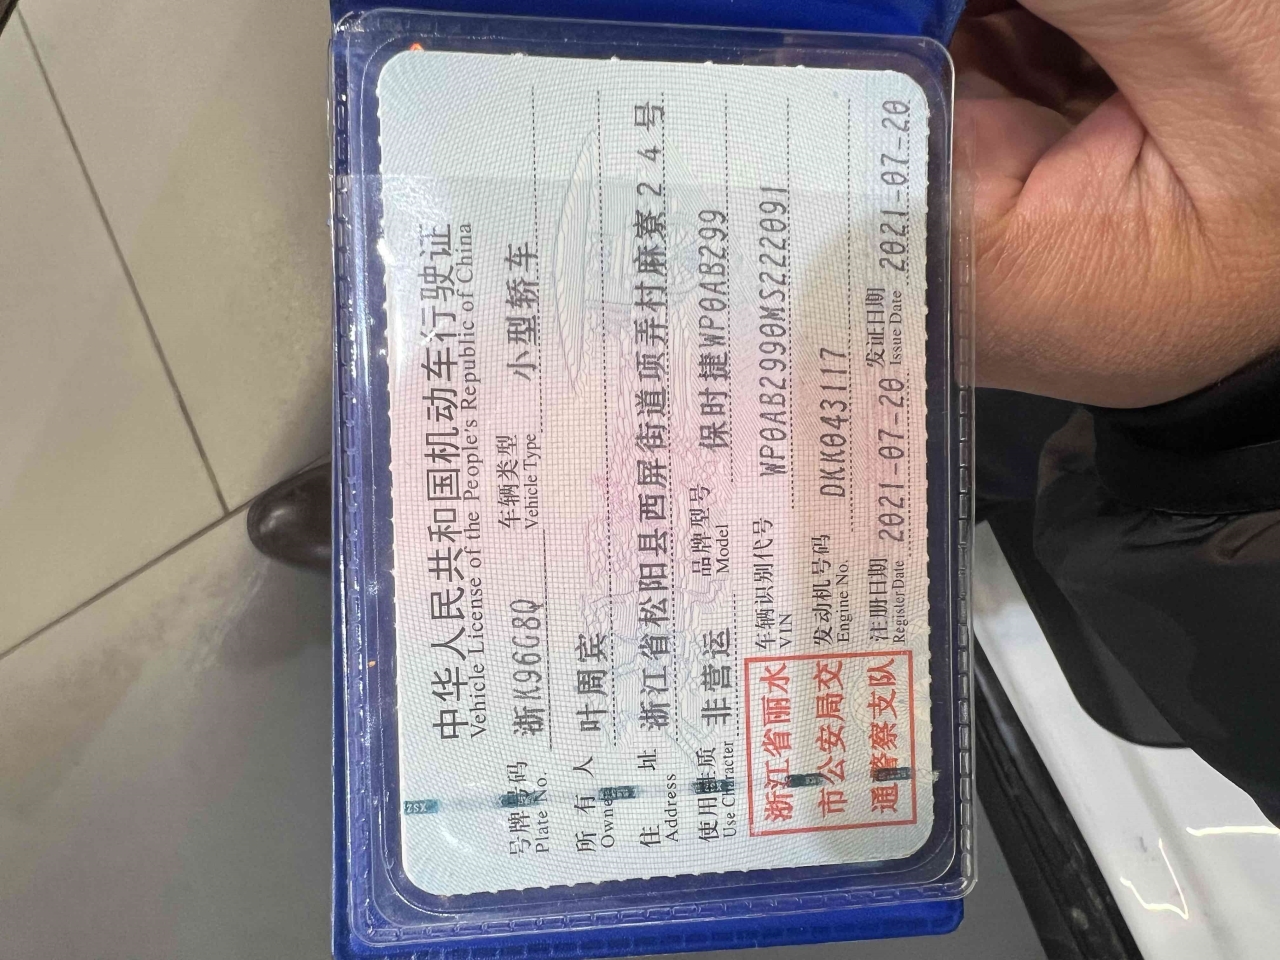 中华人民共和国机动车行驶证
Vehicle License of the People's Republic of China
号牌号码 浙K96G8Q 车辆类型 小型轿车
Plate No. Vehicle Type
所有人 叶周宾
Owner
住址 浙江省松阳县西屏街道项弄村麻寮24号
Address
使用性质 非营运 品牌型号 保时捷WP0AB299
Use Character Model
浙江省丽水
市公安局交
通警察支队
车辆识别代号 WP0AB2990MS222091
VIN
发动机号码 DKK043117
Engine No.
注册日期 2021-07-20 发证日期 2021-07-20
Register Date Issue Date
XSZ